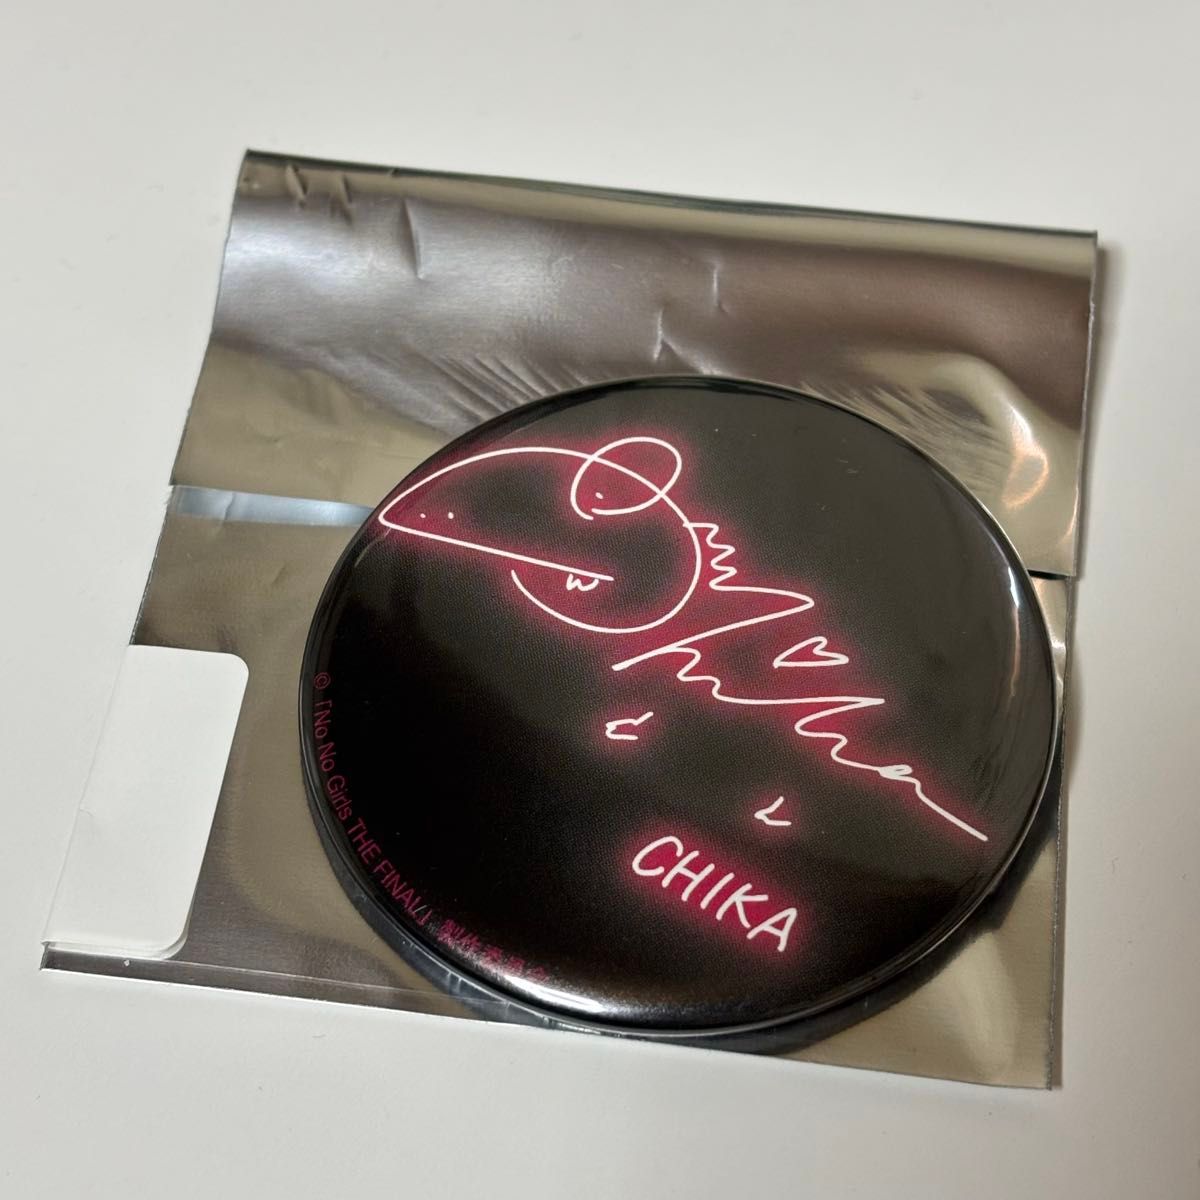 CHIKA
©「No No Girls THE FINAL」製作委員会